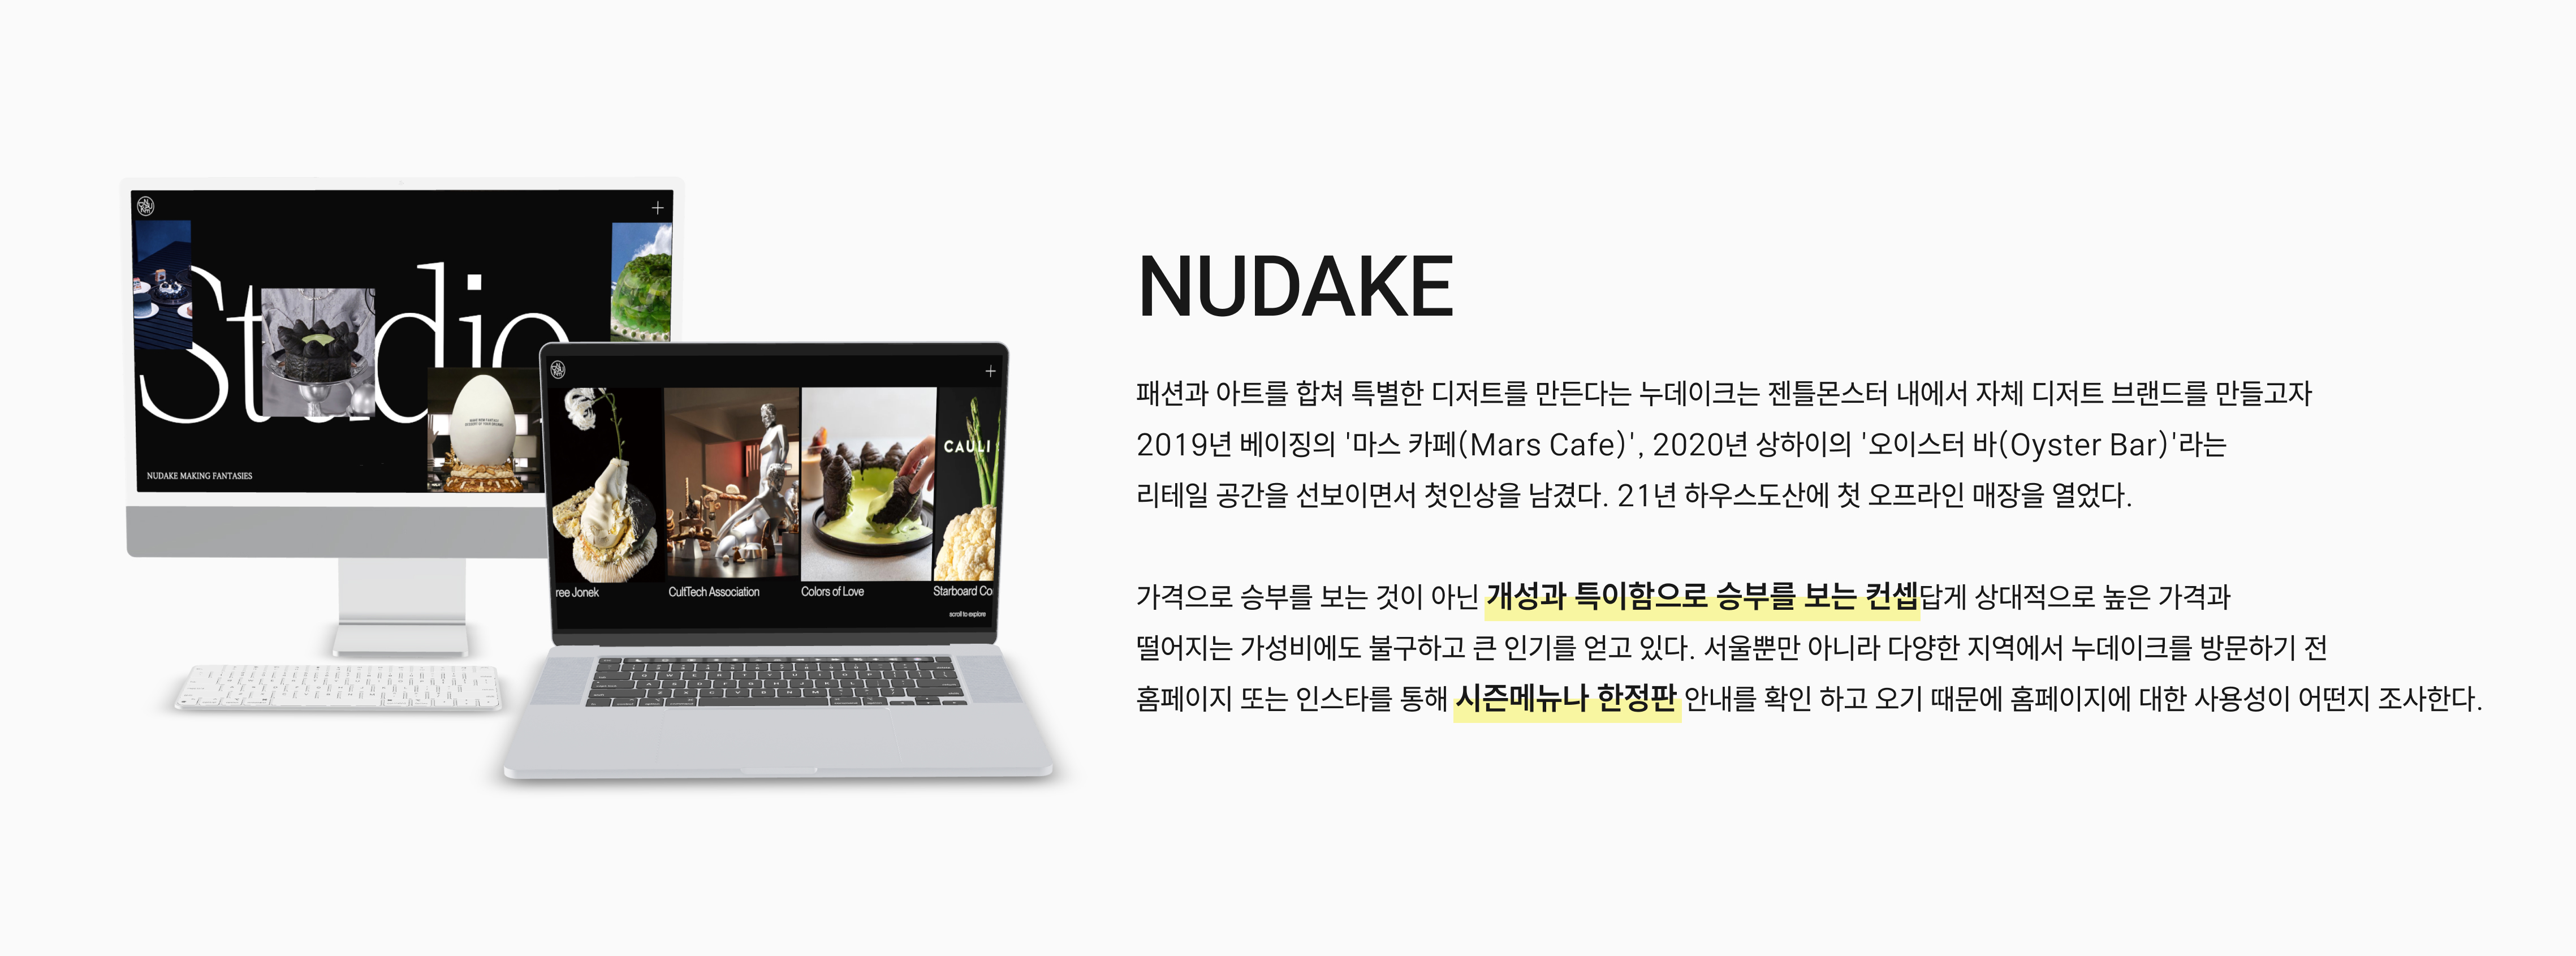 Studio
NUDAKE MAKING FANTASIES
CAULI
ree Jonek
CultTech Association
Colors of Love
Starboard Co
scroll to explore
NUDAKE
패션과 아트를 합쳐 특별한 디저트를 만든다는 누데이크는 젠틀몬스터 내에서 자체 디저트 브랜드를 만들고자
2019년 베이징의 '마스 카페(Mars Cafe)', 2020년 상하이의 '오이스터 바(Oyster Bar)'라는
리테일 공간을 선보이면서 첫인상을 남겼다. 21년 하우스도산에 첫 오프라인 매장을 열었다.
가격으로 승부를 보는 것이 아닌 개성과 특이함으로 승부를 보는 컨셉답게 상대적으로 높은 가격과
떨어지는 가성비에도 불구하고 큰 인기를 얻고 있다. 서울뿐만 아니라 다양한 지역에서 누데이크를 방문하기 전
홈페이지 또는 인스타를 통해 시즌메뉴나 한정판 안내를 확인 하고 오기 때문에 홈페이지에 대한 사용성이 어떤지 조사한다.